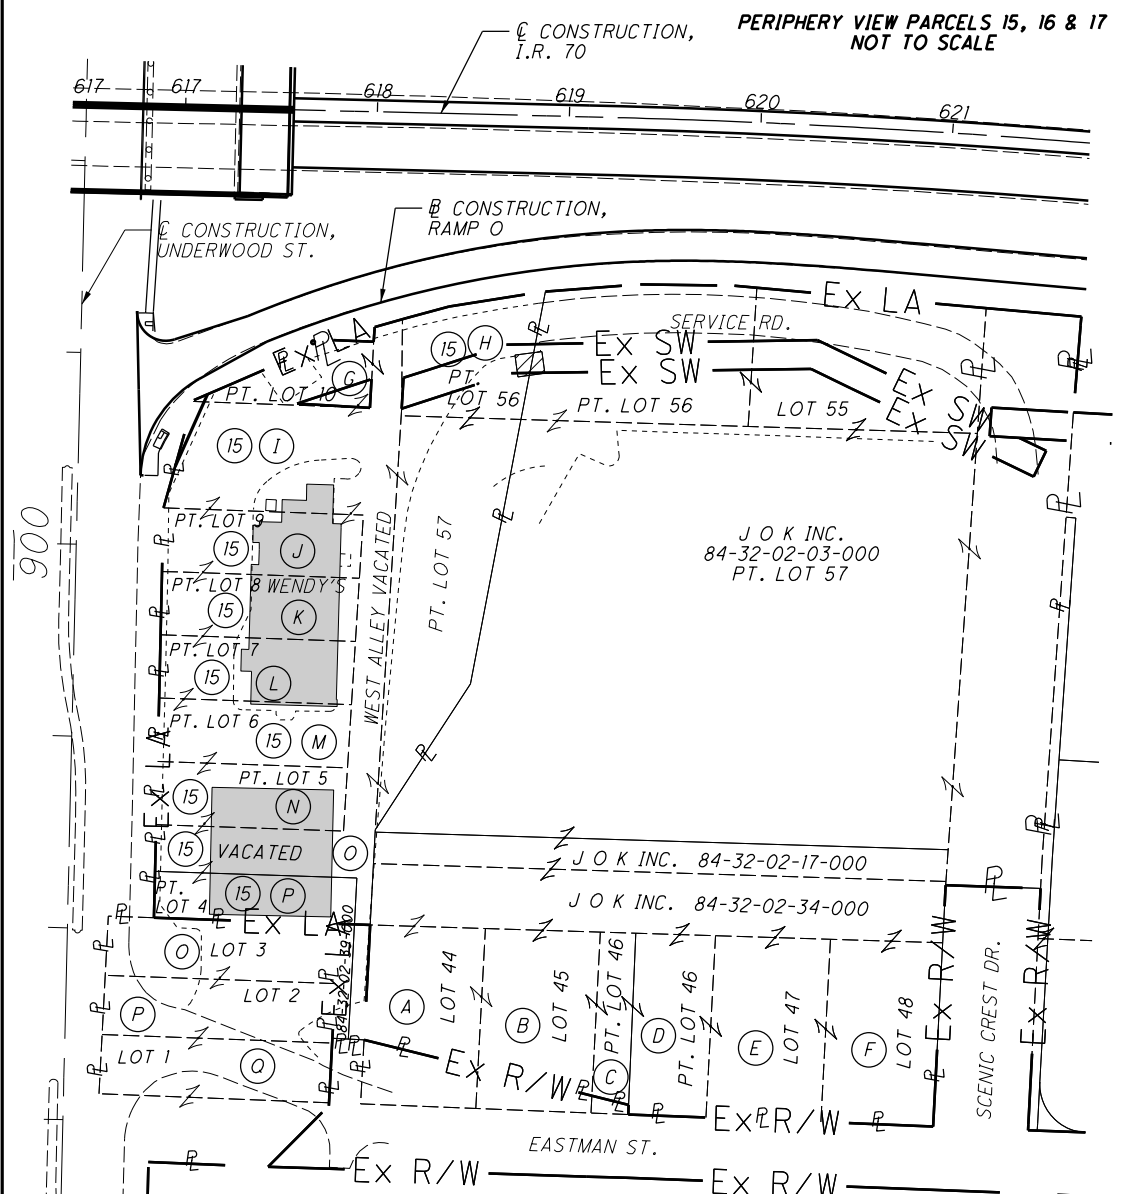 PERIPHERY VIEW PARCELS 15, 16 & 17
NOT TO SCALE
℄ CONSTRUCTION,
I.R. 70
617
617
618
619
620
621
℄ CONSTRUCTION,
UNDERWOOD ST.
B CONSTRUCTION,
RAMP O
Ex LA
Ex LA
PL
PL
SERVICE RD.
15 H
Ex SW
Ex SW
Ex SW
Ex SW
PT. LOT 10
G
PT.
LOT 56
PT. LOT 56
LOT 55
15 I
PT. LOT 9
15 J
PT. LOT 8
WENDY'S
15 K
PT. LOT 7
15 L
PT. LOT 6
15 M
PT. LOT 5
15 N
15 VACATED O
PT.
LOT 4
15 P
900
WEST ALLEY VACATED
PT. LOT 57
J O K INC.
84-32-02-03-000
PT. LOT 57
J O K INC. 84-32-02-17-000
J O K INC. 84-32-02-34-000
Ex LA
Ex LA
Ex LA
O LOT 3
LOT 2
P
LOT 1
Q
A
LOT 44
B
LOT 45
C
PT. LOT 46
D
PT. LOT 46
E
LOT 47
F
LOT 48
Ex R/W
Ex R/W
SCENIC CREST DR.
Ex R/W
Ex R/W
EASTMAN ST.
Ex R/W
Ex R/W